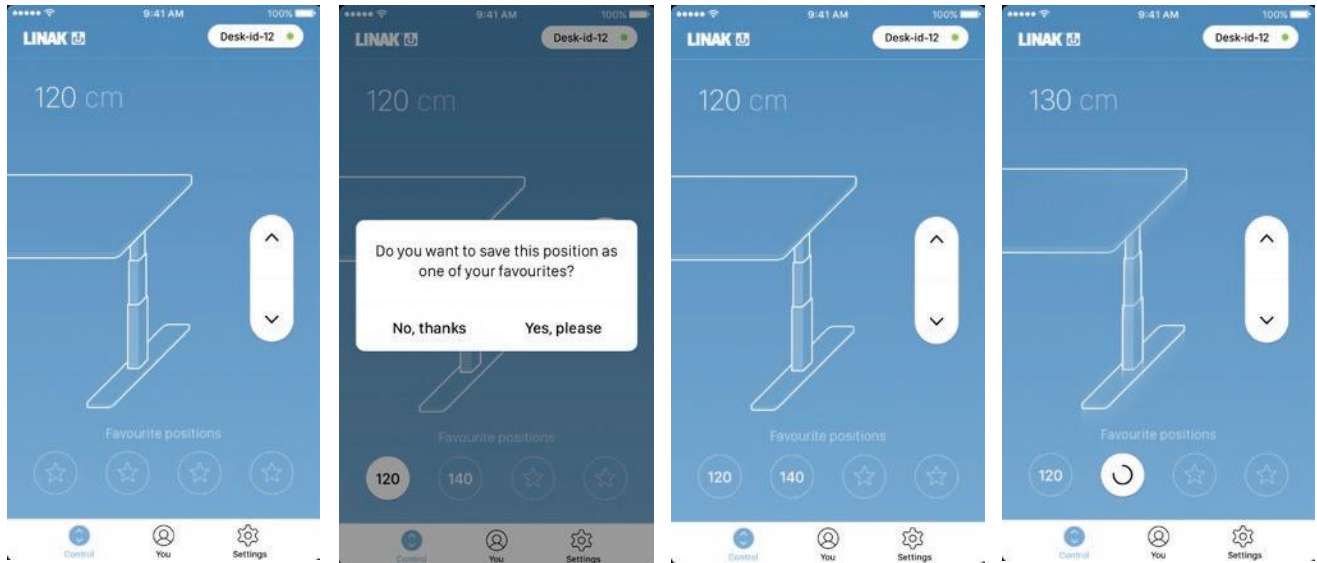 9:41 AM 100%
LINAK
Desk-id-12
120 cm
Favourite positions
Control You Settings
9:41 AM 100%
LINAK
Desk-id-12
120 cm
Do you want to save this position as
one of your favourites?
No, thanks Yes, please
Favourite positions
120 140
Control You Settings
9:41 AM 100%
LINAK
Desk-id-12
120 cm
Favourite positions
120 140
Control You Settings
9:41 AM 100%
LINAK
Desk-id-12
130 cm
Favourite positions
120
Control You Settings